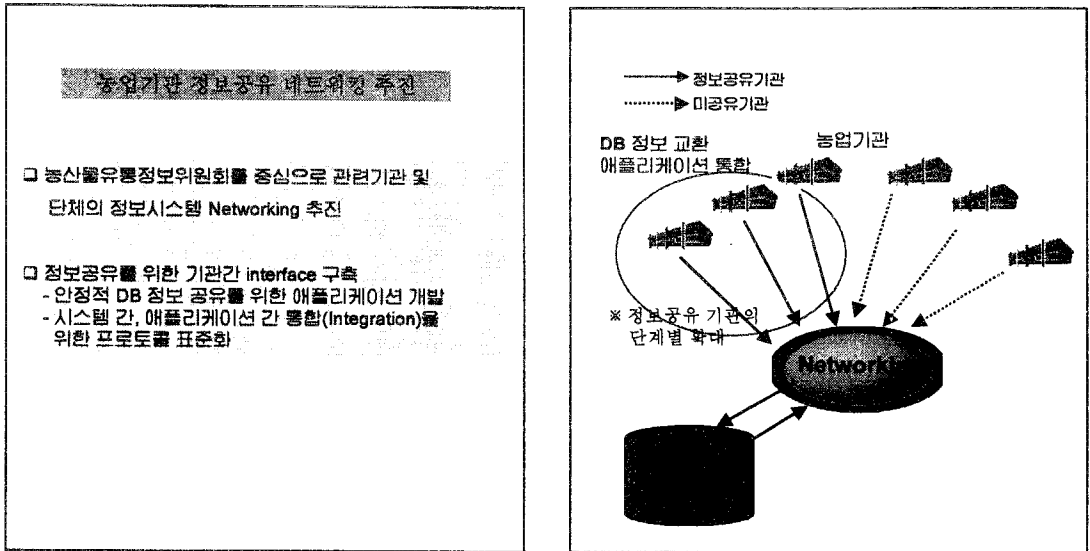 농업기관 정보공유 네트워킹 추진
❑ 농산물유통정보위원회를 중심으로 관련기관 및
단체의 정보시스템 Networking 추진
❑ 정보공유를 위한 기관간 interface 구축
- 안정적 DB 정보 공유를 위한 애플리케이션 개발
- 시스템 간, 애플리케이션 간 통합(Integration)을
위한 프로토콜 표준화
정보공유기관
미공유기관
DB 정보 교환
애플리케이션 통합
농업기관
※ 정보공유 기관의
단계별 확대